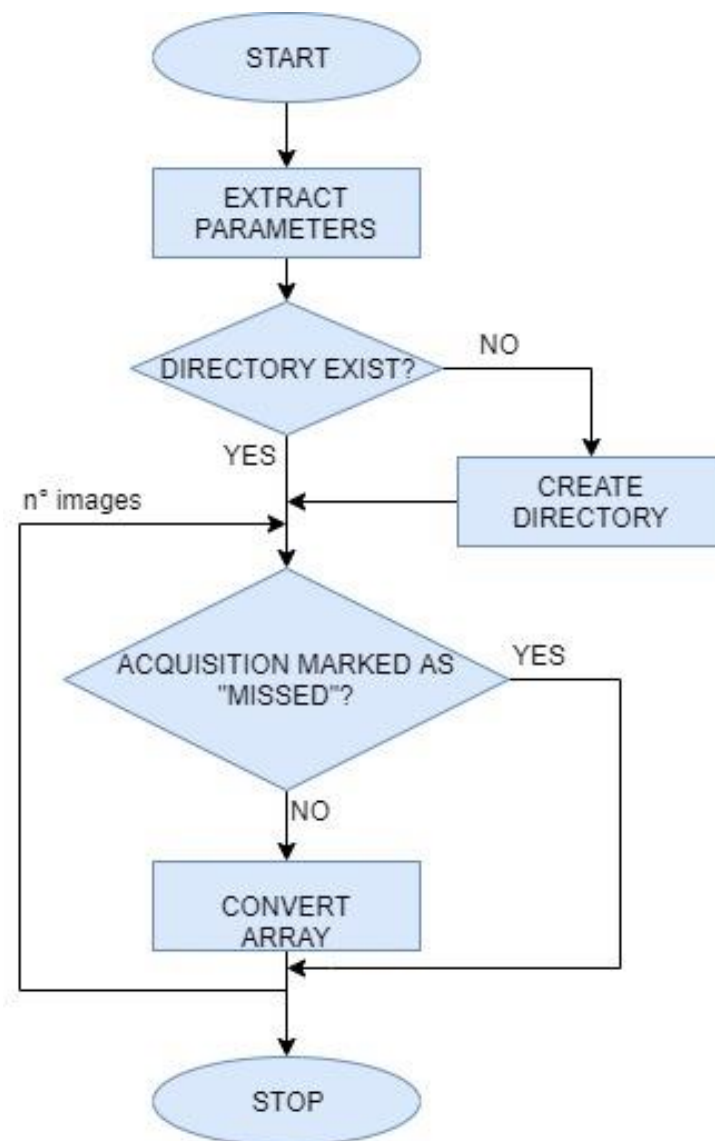 START
EXTRACT
PARAMETERS
DIRECTORY EXIST?
NO
YES
CREATE
DIRECTORY
n° images
ACQUISITION MARKED AS
"MISSED"?
YES
NO
CONVERT
ARRAY
STOP